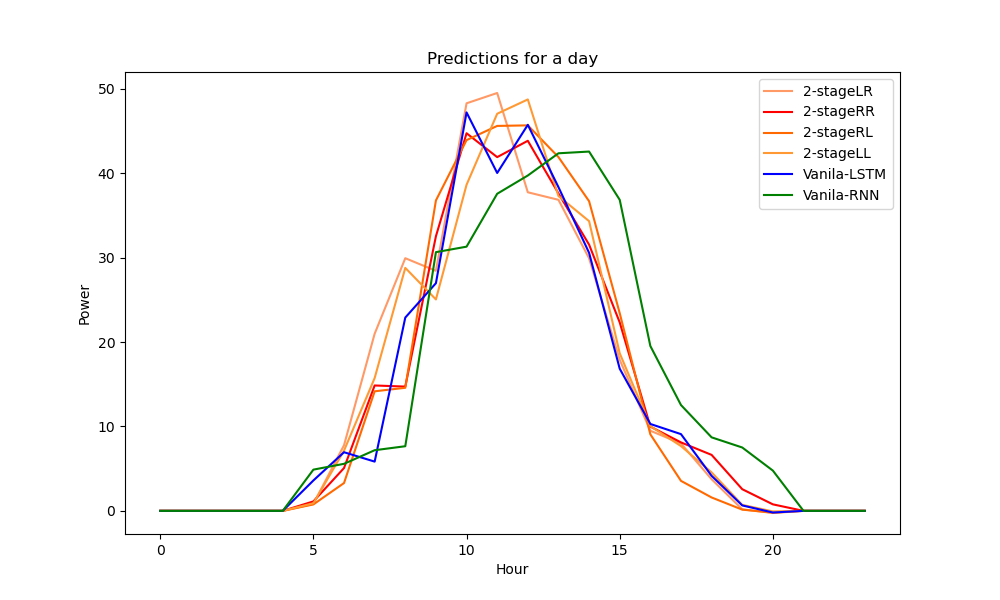 Predictions for a day
50
40
30
20
10
0
Power
0 5 10 15 20
Hour
2-stageLR
2-stageRR
2-stageRL
2-stageLL
Vanila-LSTM
Vanila-RNN